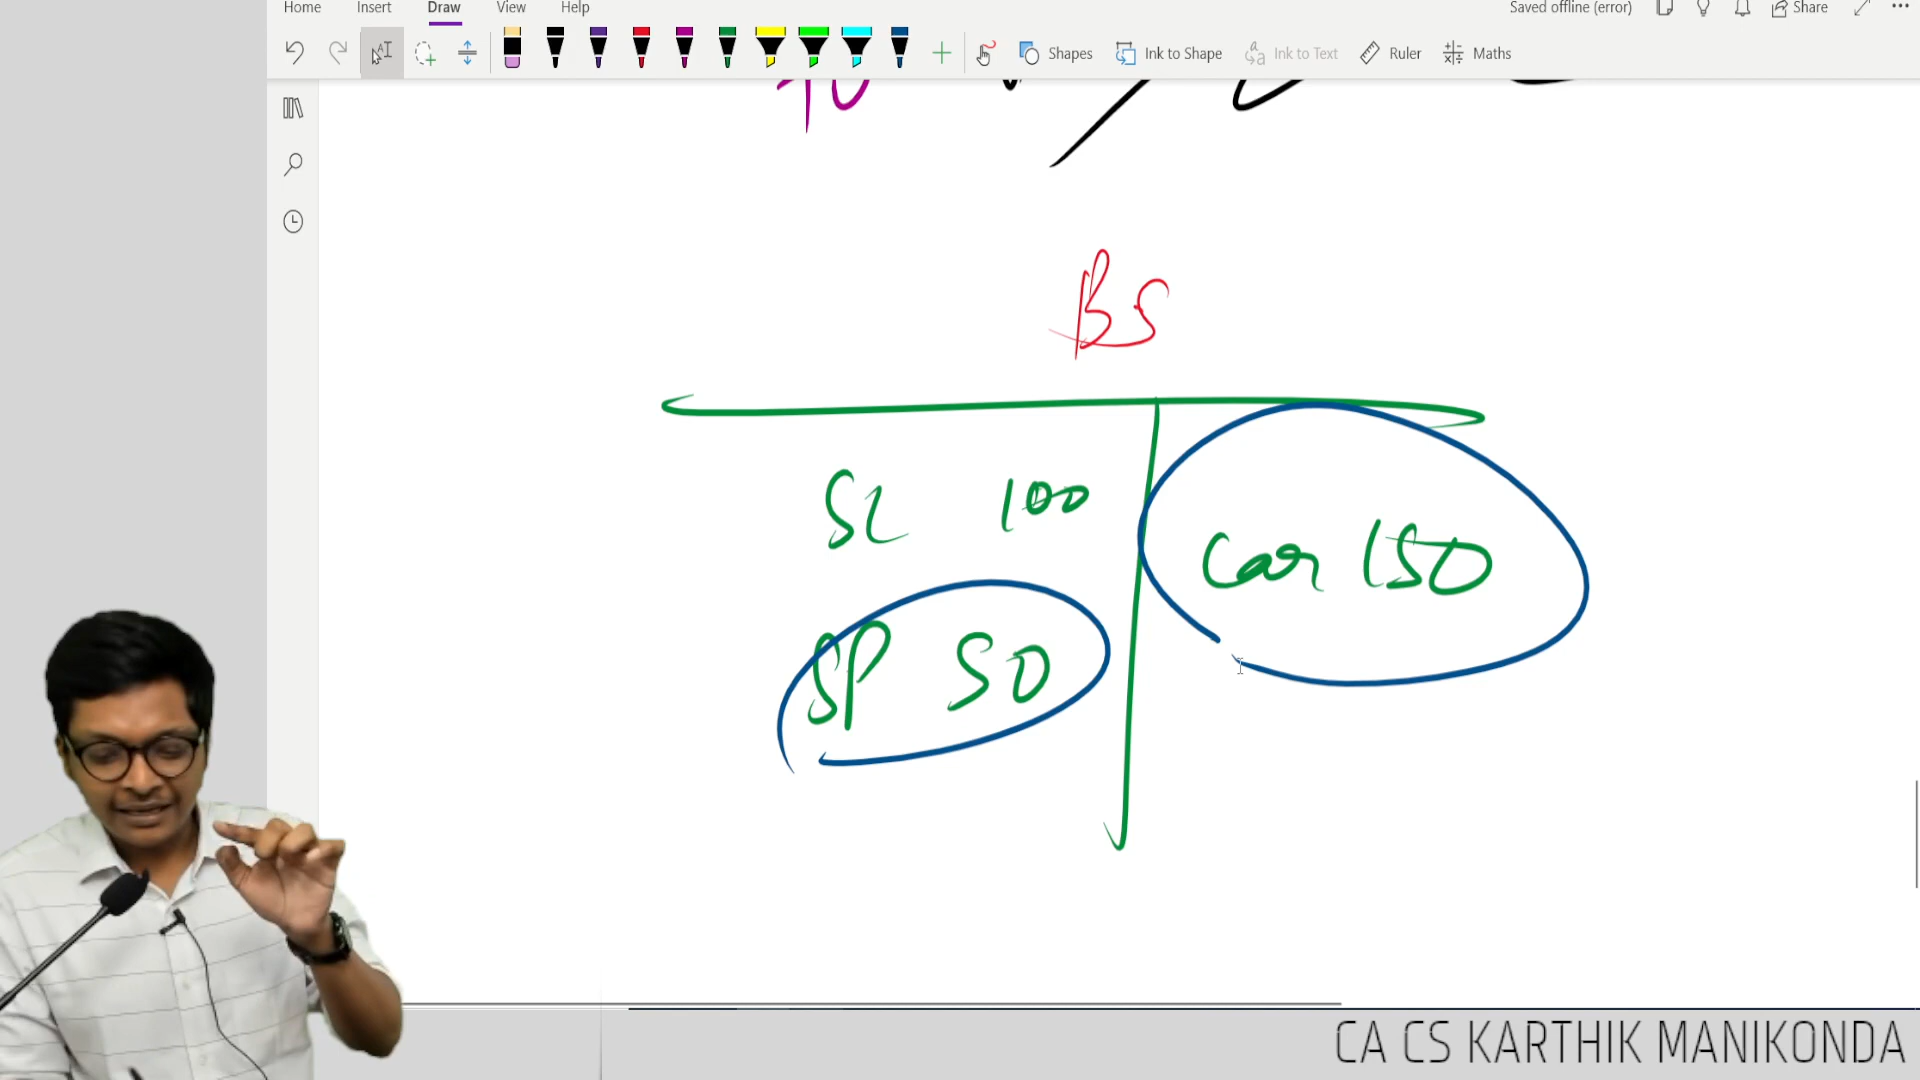 Home Insert Draw View Help Saved offline (error) Share
Ink to Shape Ink to Text Ruler Maths Shapes
BS
SC 100
Car 150
SP 50
CA CS KARTHIK MANIKONDA